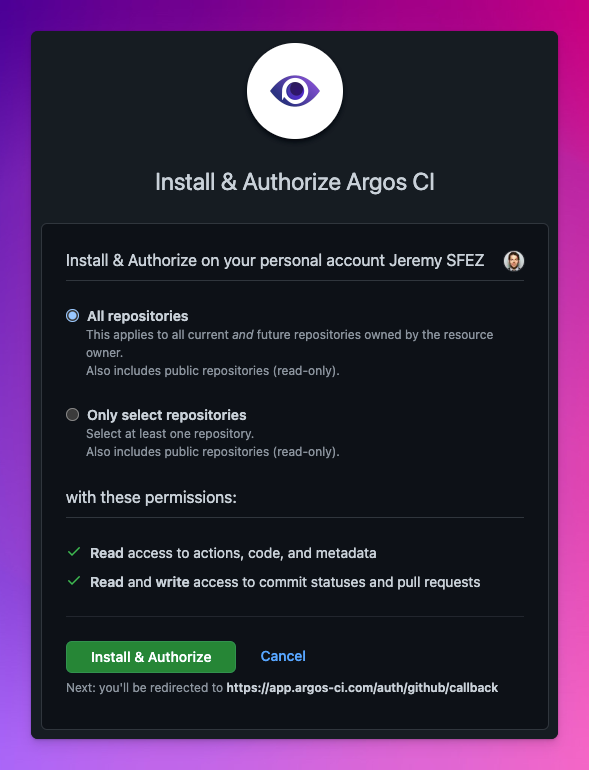 Install & Authorize Argos CI
Install & Authorize on your personal account Jeremy SFEZ
All repositories
This applies to all current and future repositories owned by the resource
owner.
Also includes public repositories (read-only).
Only select repositories
Select at least one repository.
Also includes public repositories (read-only).
with these permissions:
Read access to actions, code, and metadata
Read and write access to commit statuses and pull requests
Install & Authorize Cancel
Next: you'll be redirected to https://app.argos-ci.com/auth/github/callback